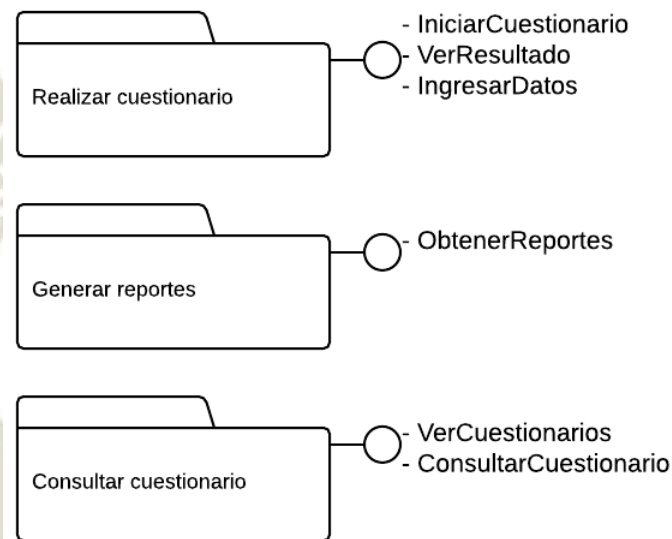 - IniciarCuestionario
- VerResultado
- IngresarDatos
Realizar cuestionario
- ObtenerReportes
Generar reportes
- VerCuestionarios
- ConsultarCuestionario
Consultar cuestionario